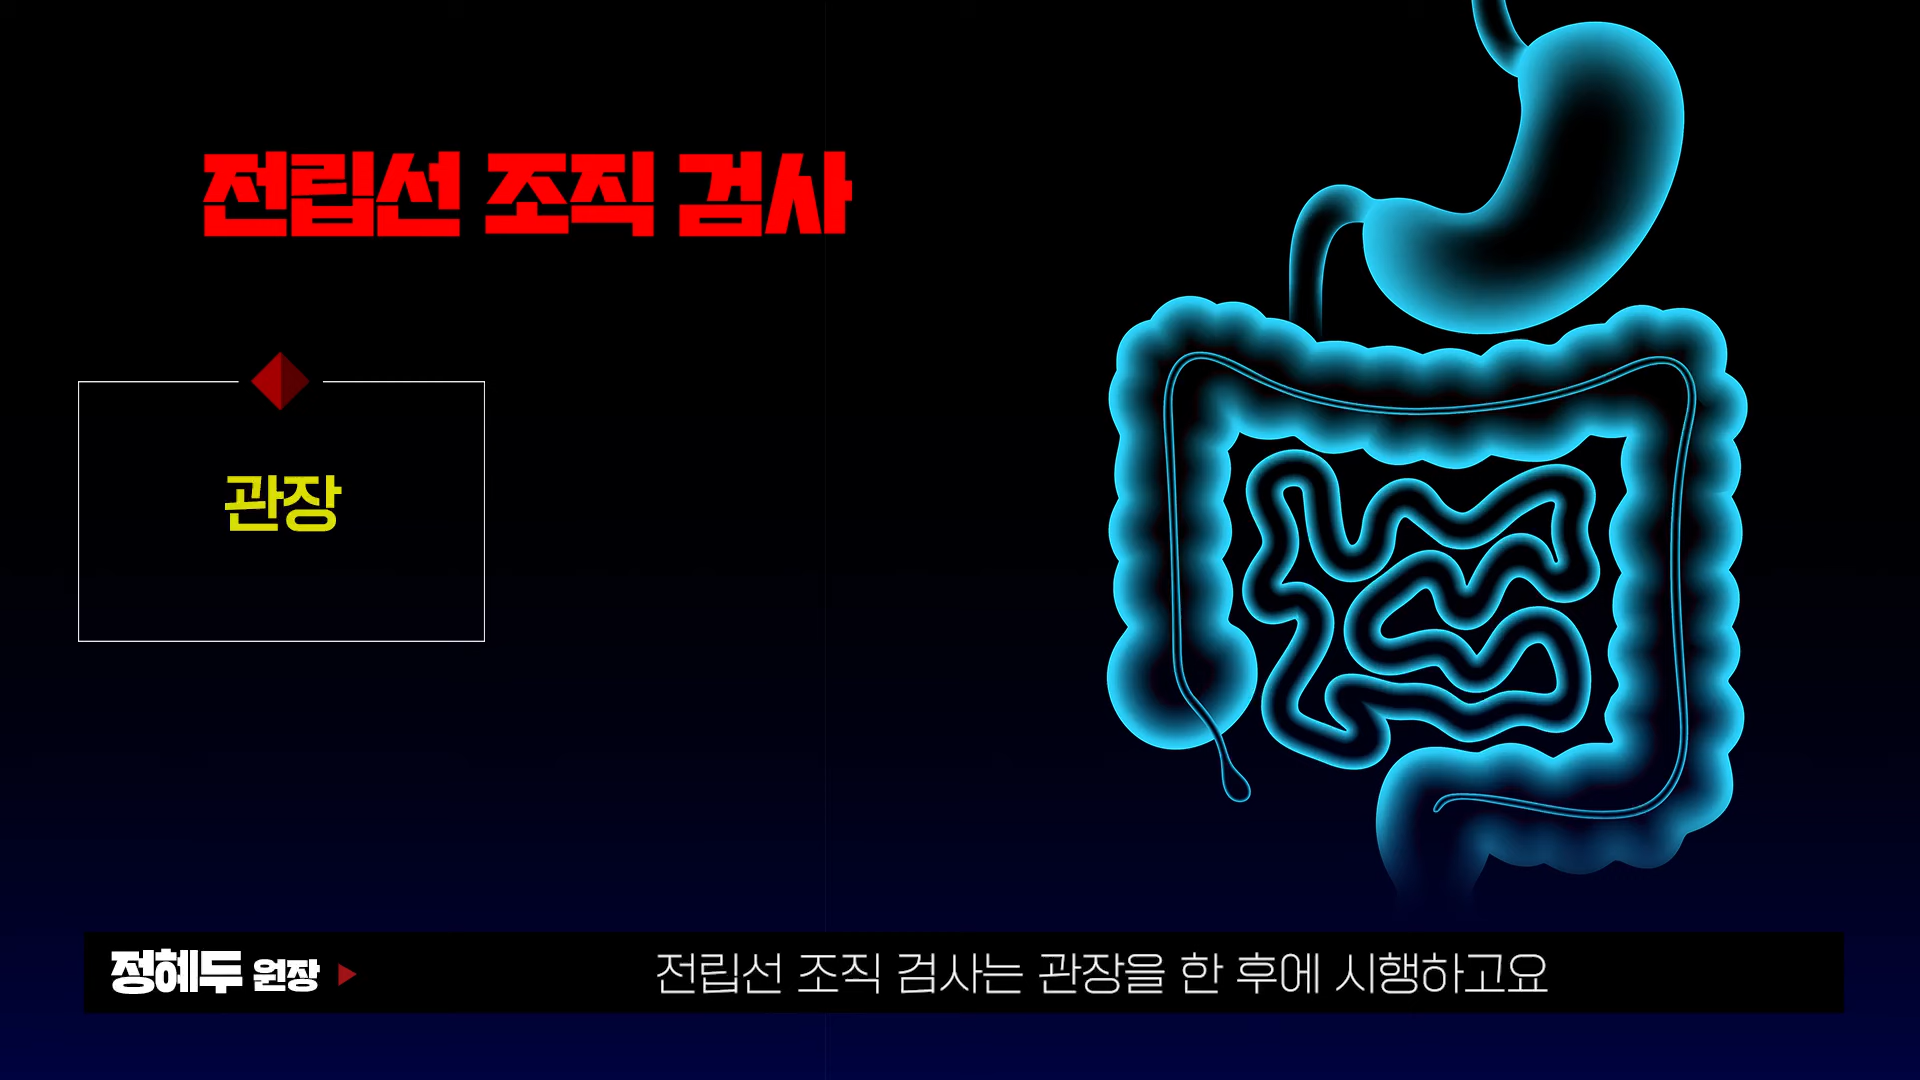 전립선 조직 검사
관장
정혜두 원장
전립선 조직 검사는 관장을 한 후에 시행하고요